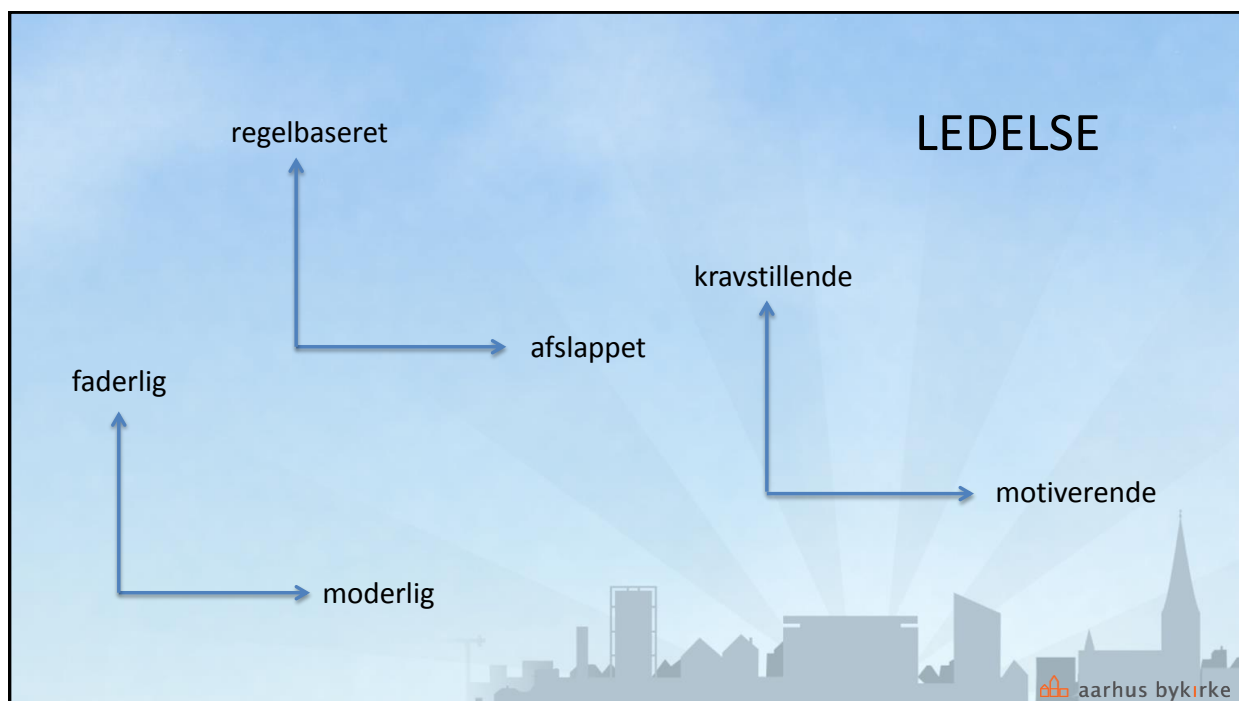 LEDELSE
regelbaseret
afslappet
kravstillende
motiverende
faderlig
moderlig
aarhus bykirke